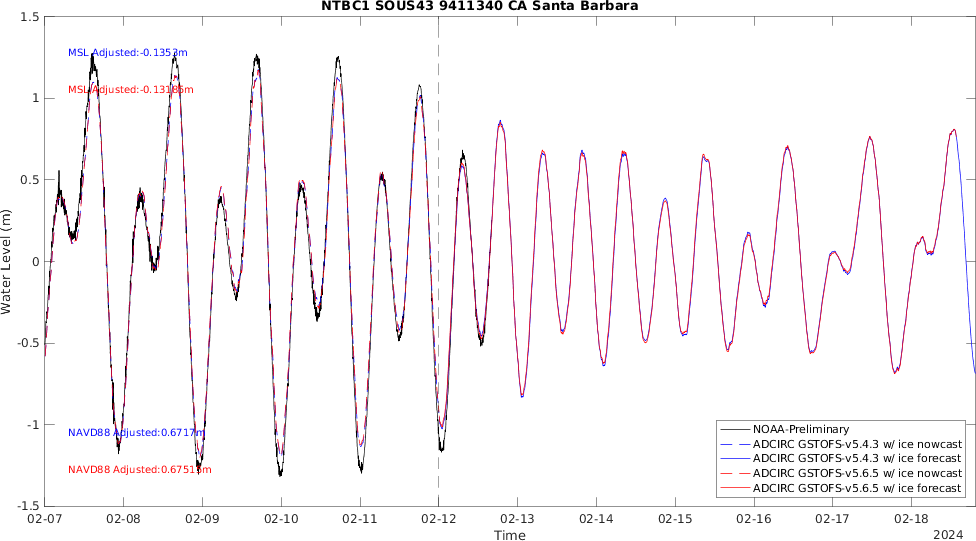 NTBC1 SOUS43 9411340 CA Santa Barbara
1.5
1
0.5
0
-0.5
-1
-1.5
Water Level (m)
MSL Adjusted:-0.1353m
MSL Adjusted:-0.13185m
NAVD88 Adjusted:0.6717m
NAVD88 Adjusted:0.67515m
NOAA-Preliminary
ADCIRC GSTOFS-v5.4.3 w/ ice nowcast
ADCIRC GSTOFS-v5.4.3 w/ ice forecast
ADCIRC GSTOFS-v5.6.5 w/ ice nowcast
ADCIRC GSTOFS-v5.6.5 w/ ice forecast
02-07 02-08 02-09 02-10 02-11 02-12 02-13 02-14 02-15 02-16 02-17 02-18
Time
2024